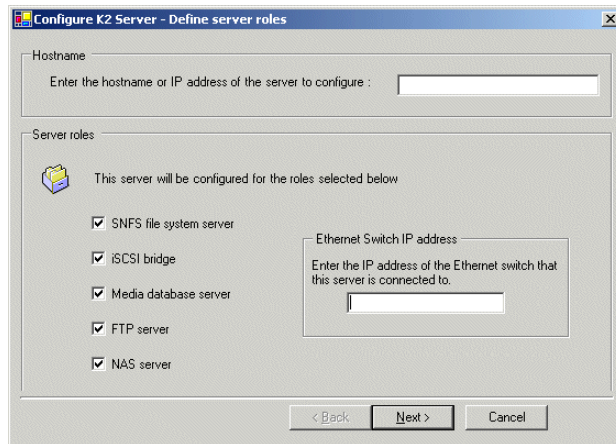 Configure K2 Server - Define server roles
Hostname
Enter the hostname or IP address of the server to configure :
Server roles
This server will be configured for the roles selected below
SNFS file system server
iSCSI bridge
Media database server
FTP server
NAS server
Ethernet Switch IP address
Enter the IP address of the Ethernet switch that
this server is connected to.
< Back
Next >
Cancel